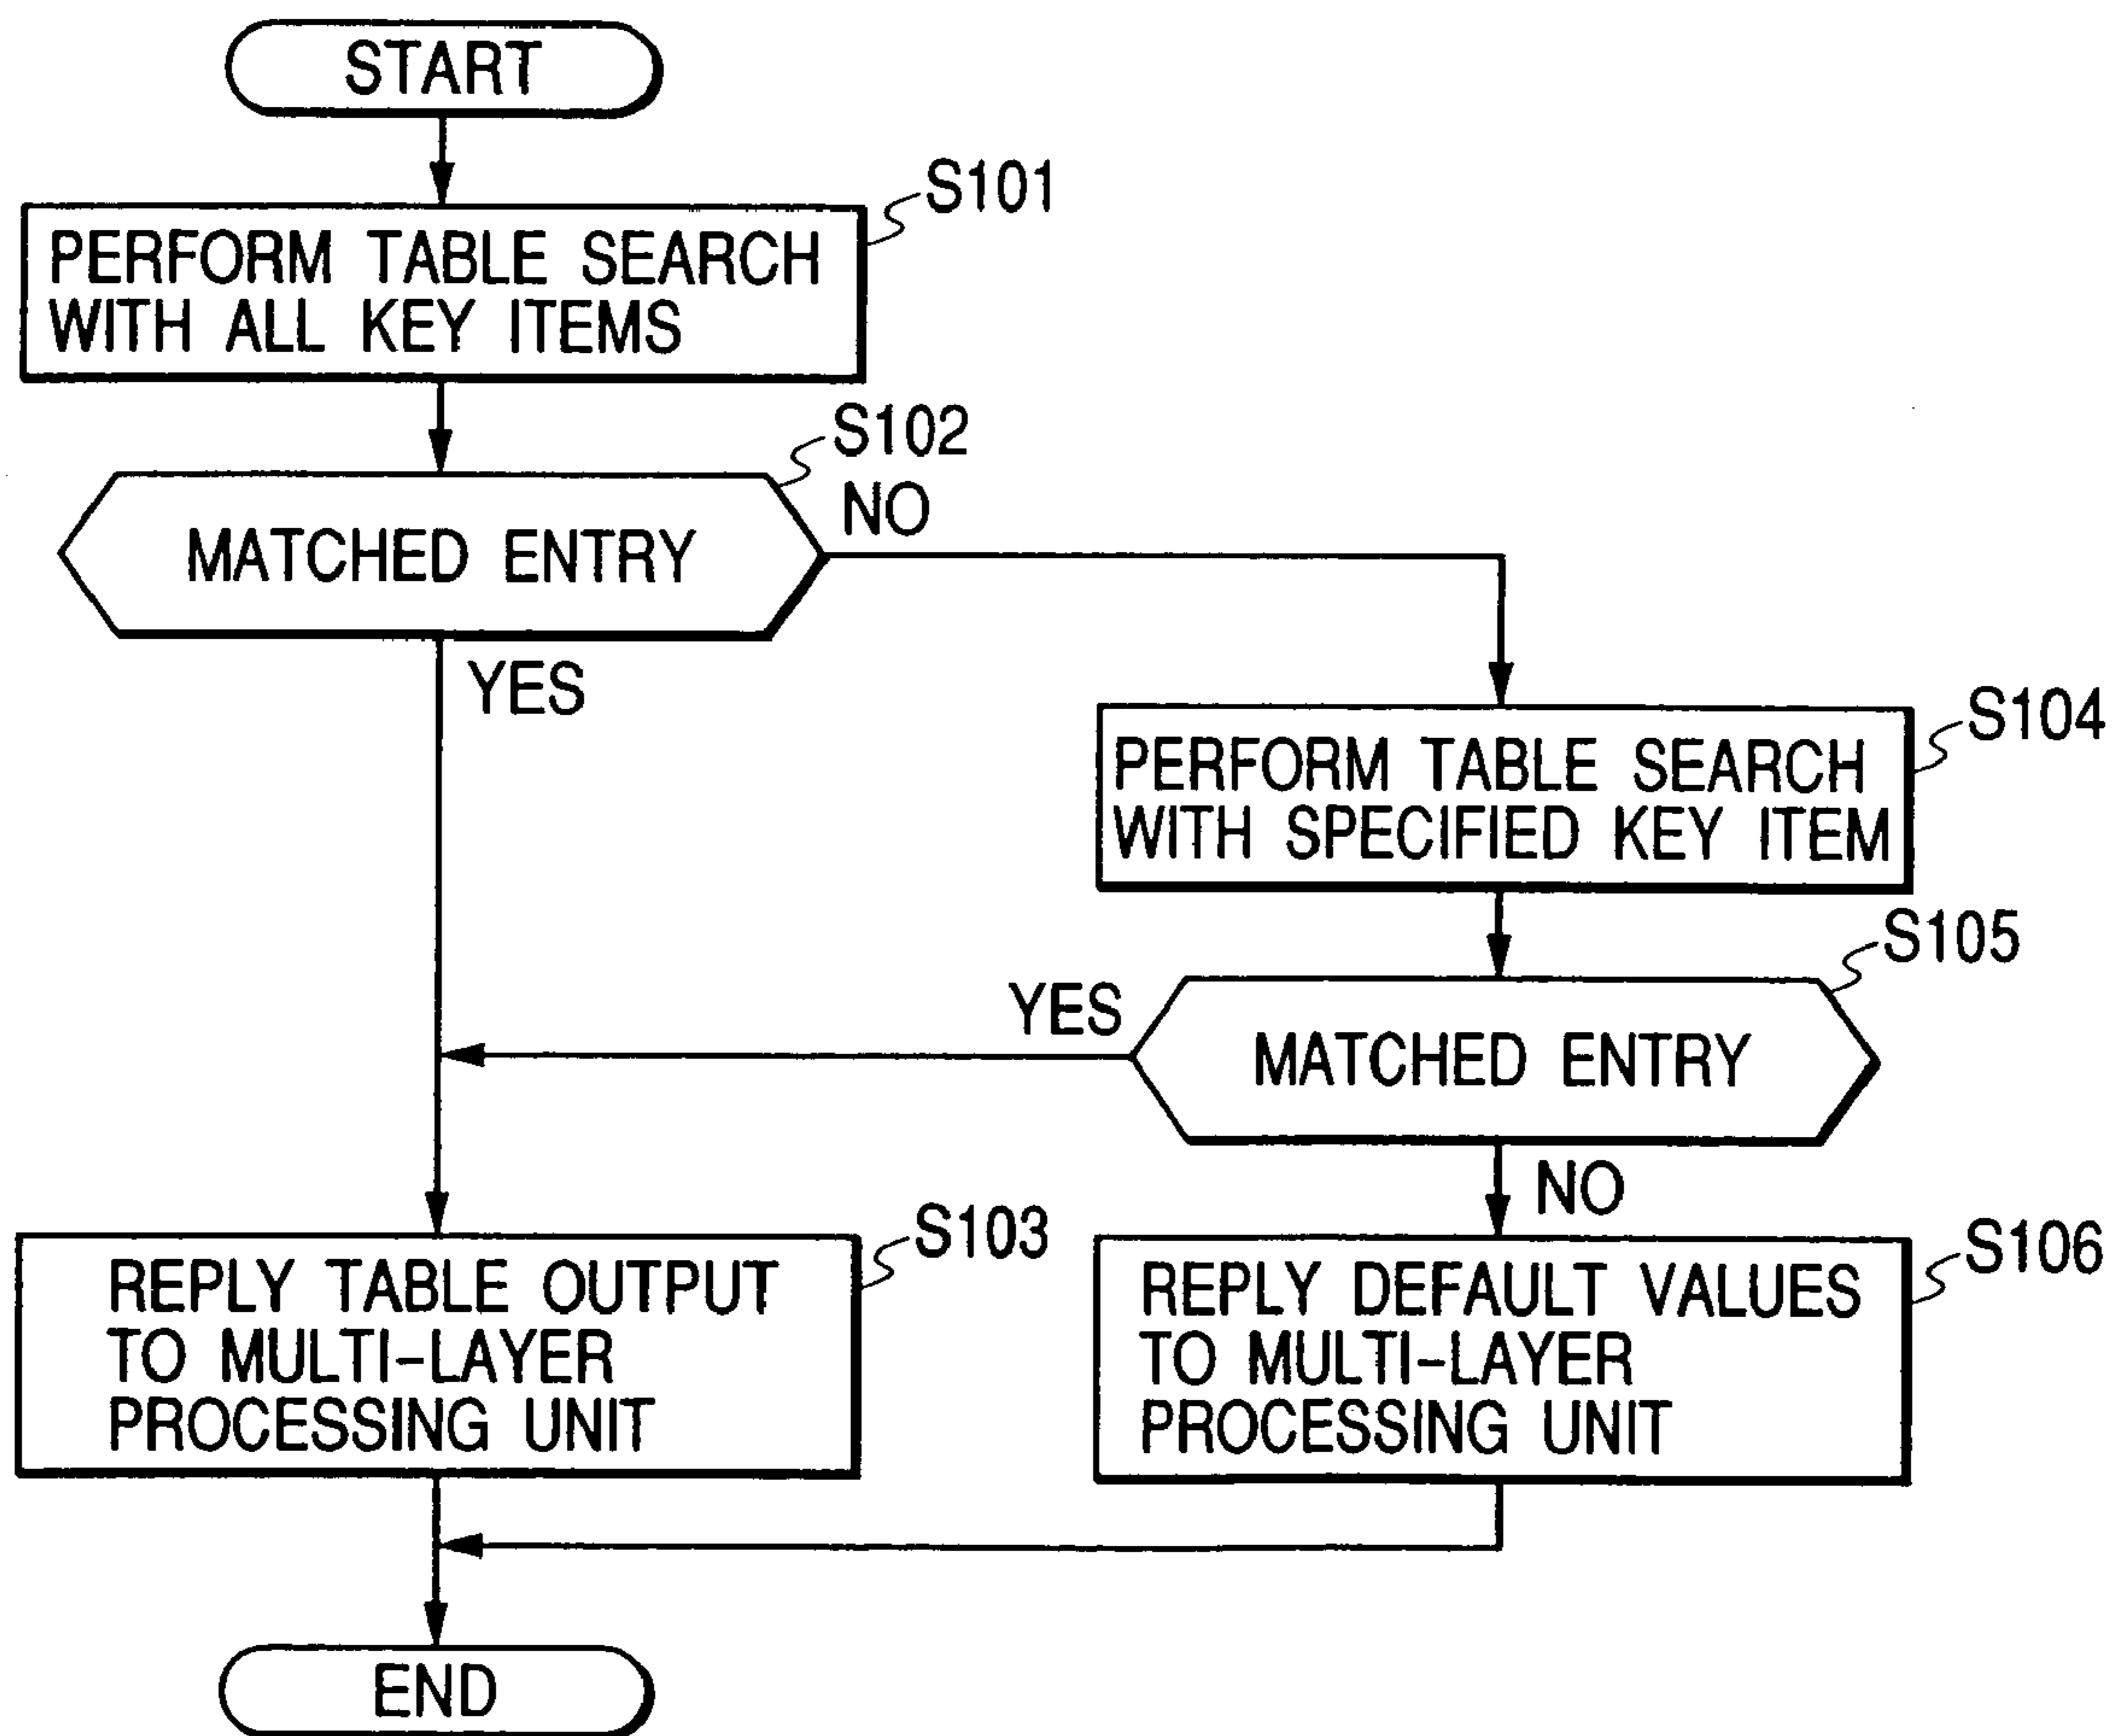 START
S101
PERFORM TABLE SEARCH
WITH ALL KEY ITEMS
S102
NO
MATCHED ENTRY
YES
S104
PERFORM TABLE SEARCH
WITH SPECIFIED KEY ITEM
S105
YES
MATCHED ENTRY
NO
S103
REPLY TABLE OUTPUT
TO MULTI-LAYER
PROCESSING UNIT
S106
REPLY DEFAULT VALUES
TO MULTI-LAYER
PROCESSING UNIT
END